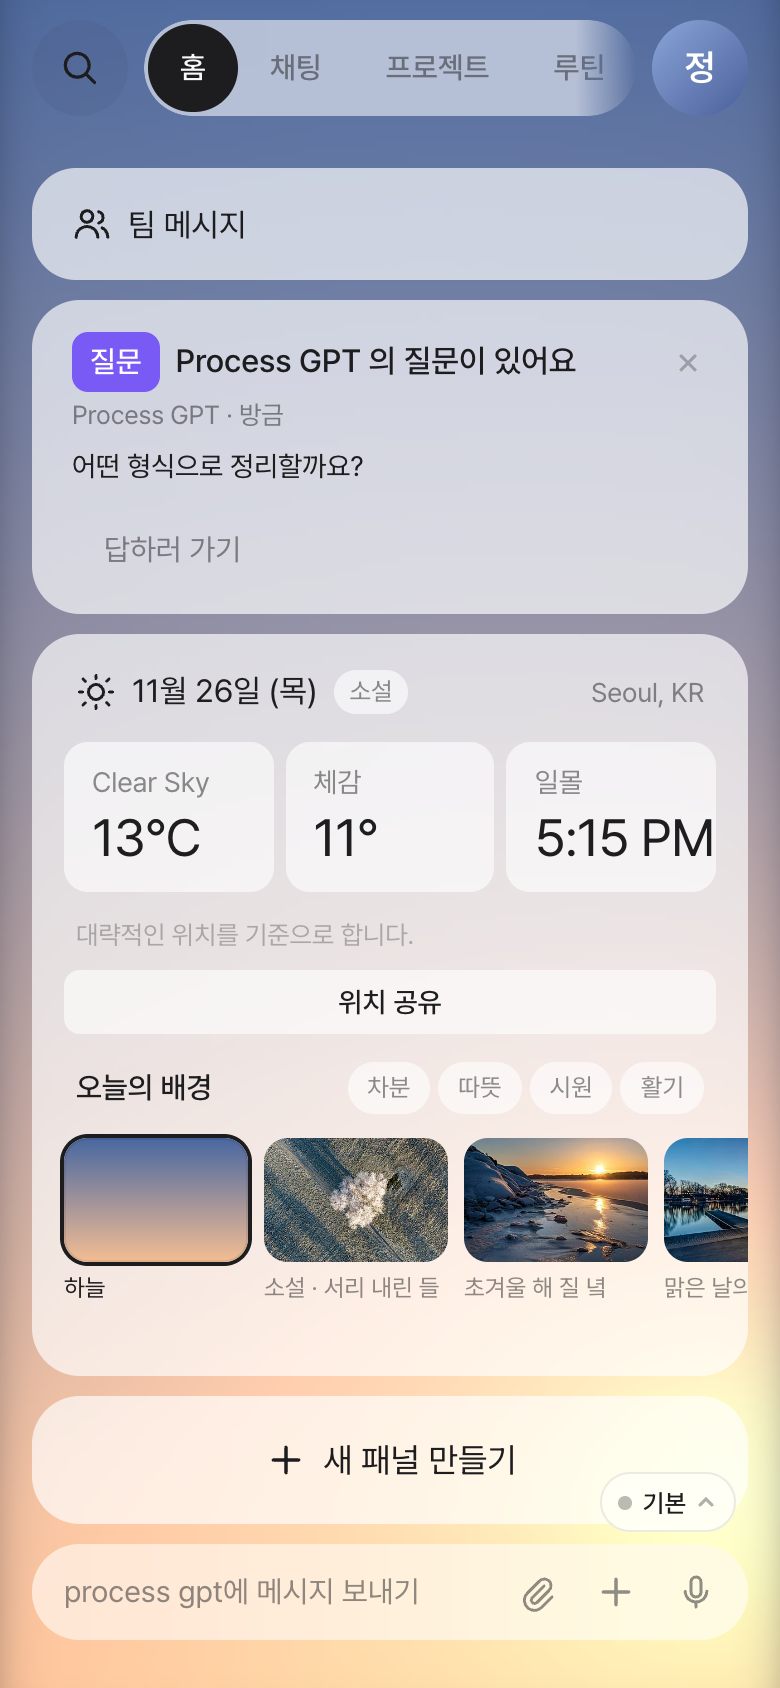 홈 채팅 프로젝트 루틴 정
팀 메시지
질문 Process GPT 의 질문이 있어요
Process GPT · 방금
어떤 형식으로 정리할까요?
답하러 가기
11월 26일 (목) 소설 Seoul, KR
Clear Sky 체감 일몰
13°C 11° 5:15 PM
대략적인 위치를 기준으로 합니다.
위치 공유
오늘의 배경 차분 따뜻 시원 활기
하늘 소설 · 서리 내린 들 초겨울 해 질 녘 맑은 날의
새 패널 만들기
기본
process gpt에 메시지 보내기